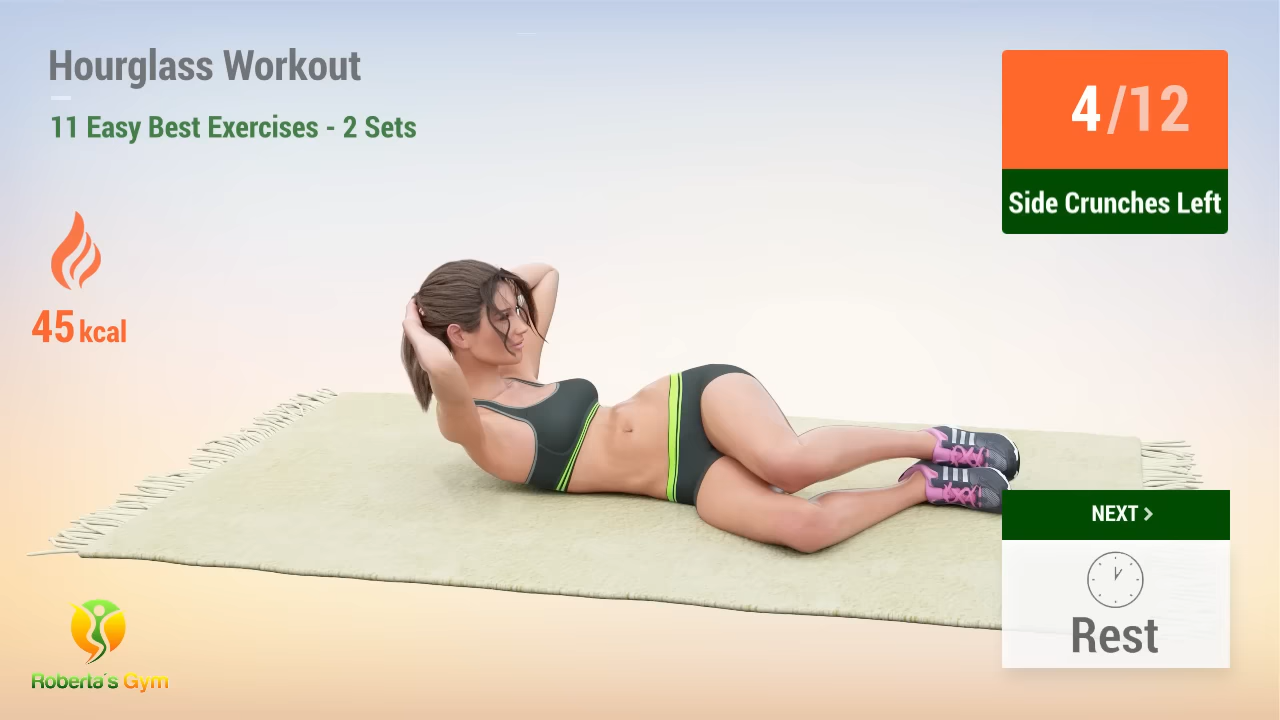 Hourglass Workout
11 Easy Best Exercises - 2 Sets
4/12
Side Crunches Left
45 kcal
NEXT >
Rest
Roberta's Gym